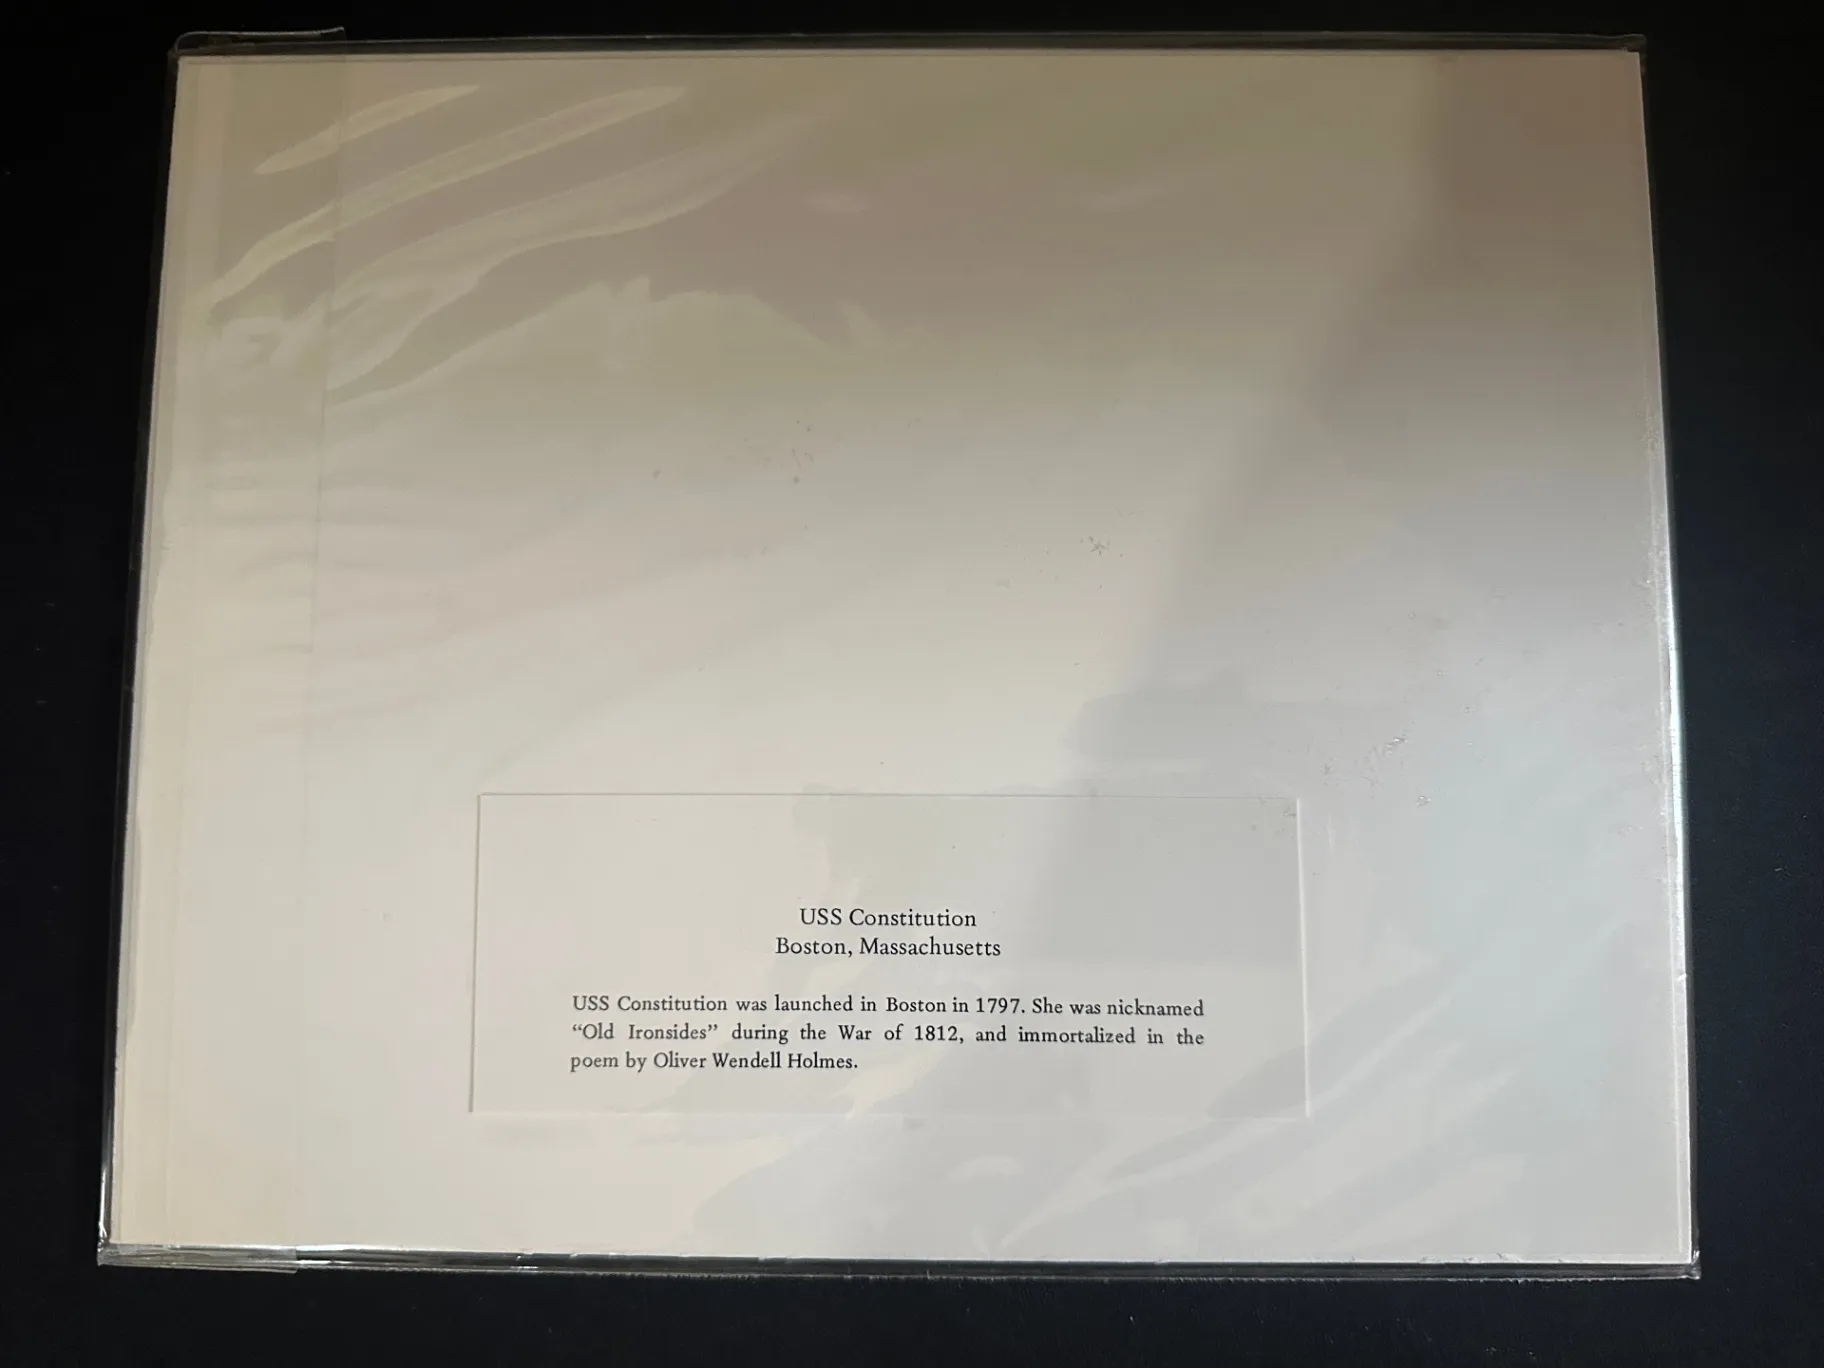 USS Constitution
Boston, Massachusetts
USS Constitution was launched in Boston in 1797. She was nicknamed
“Old Ironsides” during the War of 1812, and immortalized in the
poem by Oliver Wendell Holmes.